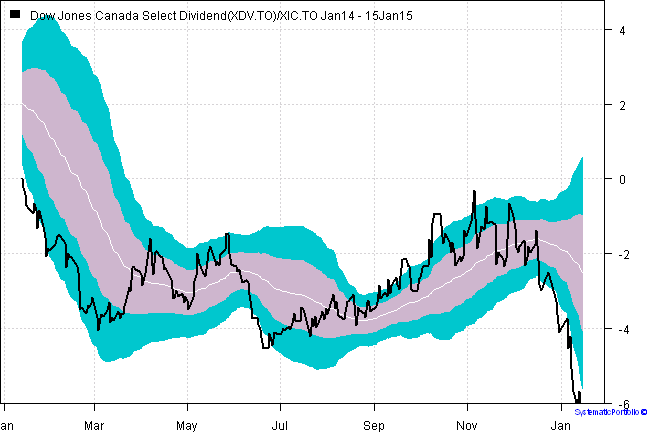 Dow Jones Canada Select Dividend(XDV.TO)/XIC.TO Jan14 - 15Jan15
4
2
0
-2
-4
-6
SystematicPortfolio ©
an Mar May Jul Sep Nov Jan